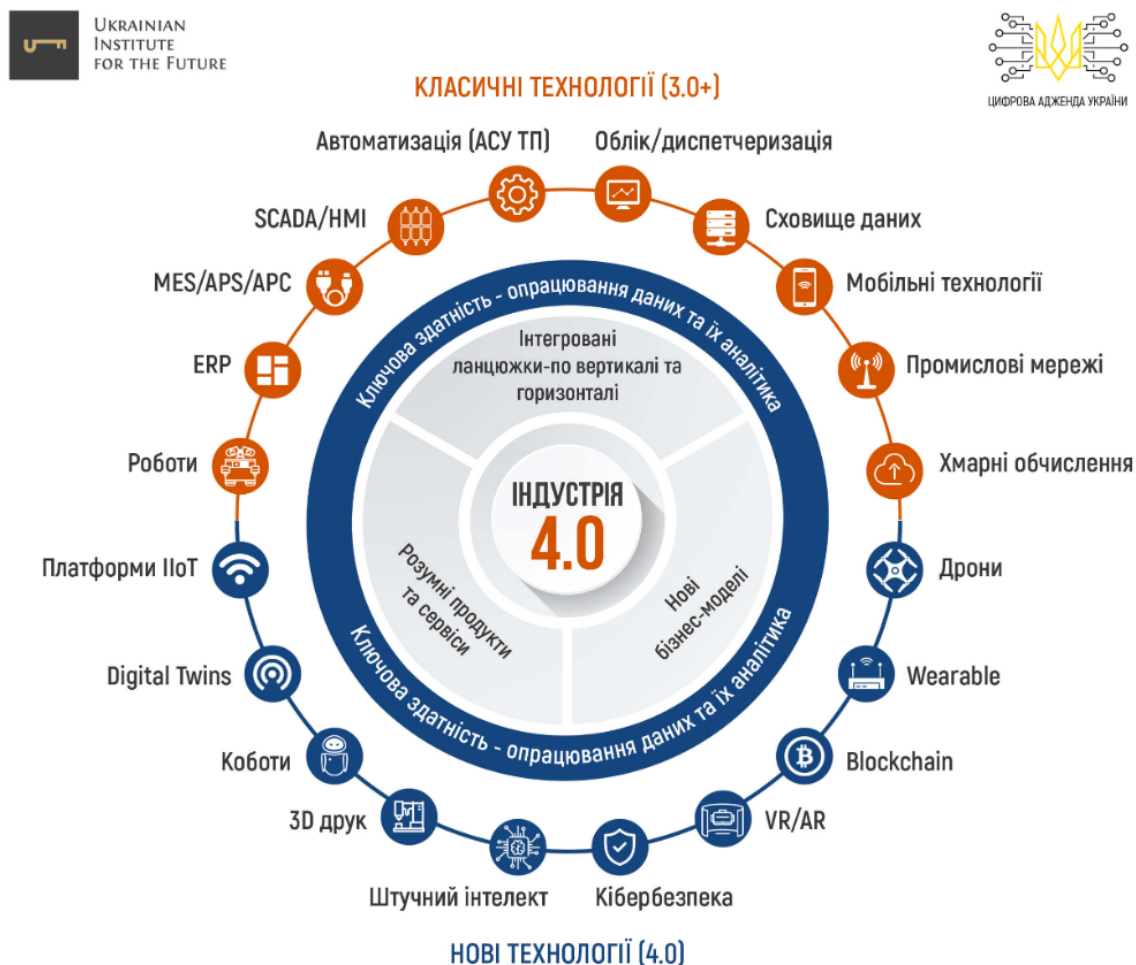 UKRAINIAN
INSTITUTE
FOR THE FUTURE
ЦИФРОВА АДЖЕНДА УКРАЇНИ
КЛАСИЧНІ ТЕХНОЛОГІЇ (3.0+)
Автоматизація (АСУ ТП)
Облік/диспетчеризація
SCADA/HMI
Сховище даних
MES/APS/APC
Мобільні технології
ERP
Промислові мережі
Роботи
Хмарні обчислення
Ключова здатність - опрацювання даних та їх аналітика
Інтегровані
ланцюжки-по вертикалі та
горизонталі
ІНДУСТРІЯ
4.0
Розумні продукти
та сервіси
Нові
бізнес-моделі
Ключова здатність - опрацювання даних та їх аналітика
Платформи IIoT
Дрони
Digital Twins
Wearable
Коботи
Blockchain
3D друк
VR/AR
Штучний інтелект
Кібербезпека
НОВІ ТЕХНОЛОГІЇ (4.0)